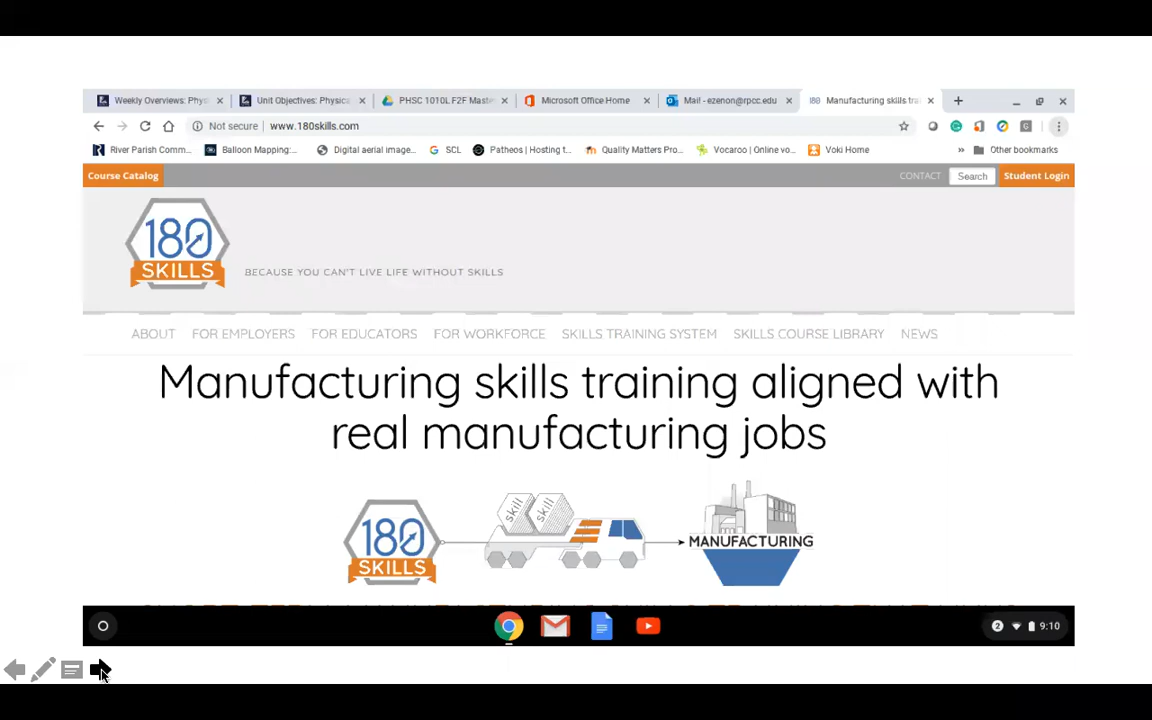 Weekly Overviews: Phys
Unit Objectives: Physica
PHSC 1010L F2F Master
Microsoft Office Home
Mail - ezenon@rpcc.edu
180 Manufacturing skills trai
Not secure | www.180skills.com
River Parish Comm...
Balloon Mapping:...
Digital aerial image...
SCL
Patheos | Hosting t...
Quality Matters Pro...
Vocaroo | Online vo...
Voki Home
» Other bookmarks
Course Catalog
CONTACT
Search
Student Login
180
SKILLS
BECAUSE YOU CAN'T LIVE LIFE WITHOUT SKILLS
ABOUT FOR EMPLOYERS FOR EDUCATORS FOR WORKFORCE SKILLS TRAINING SYSTEM SKILLS COURSE LIBRARY NEWS
Manufacturing skills training aligned with
real manufacturing jobs
180
SKILLS
skill
skill
MANUFACTURING
2 9:10